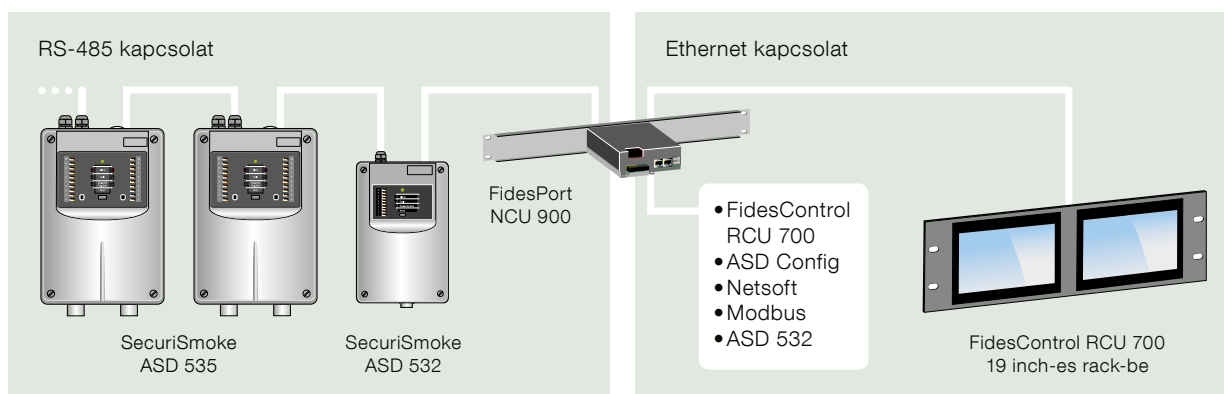 RS-485 kapcsolat
SecuriSmoke
ASD 535
SecuriSmoke
ASD 532
FidesPort
NCU 900
Ethernet kapcsolat
•FidesControl
RCU 700
•ASD Config
•Netsoft
•Modbus
•ASD 532
FidesControl RCU 700
19 inch-es rack-be